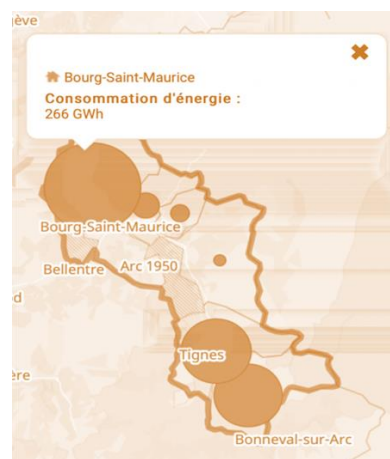 ève
Bourg-Saint-Maurice
Consommation d'énergie :
266 GWh
Bourg-Saint-Maurice
Bellentre
Arc 1950
d
Tignes
ère
Bonneval-sur-Arc